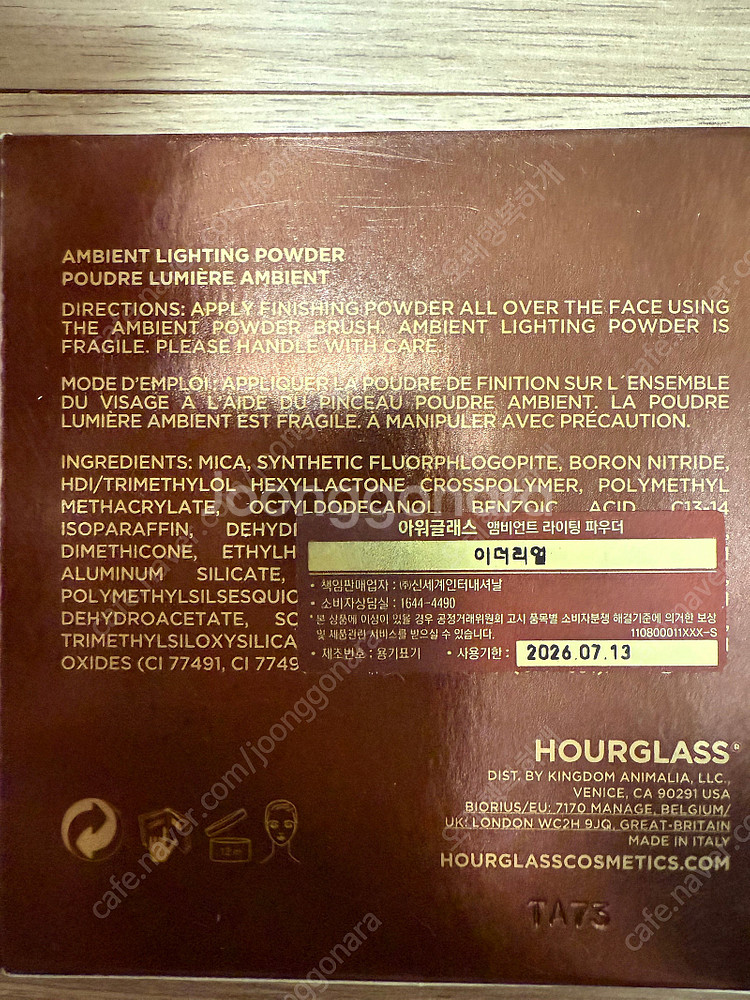 AMBIENT LIGHTING POWDER
POUDRE LUMIÈRE AMBIENT
DIRECTIONS: APPLY FINISHING POWDER ALL OVER THE FACE USING
THE AMBIENT POWDER BRUSH. AMBIENT LIGHTING POWDER IS
FRAGILE. PLEASE HANDLE WITH CARE.
MODE D'EMPLOI : APPLIQUER LA POUDRE DE FINITION SUR L´ENSEMBLE
DU VISAGE À L'AIDE DU PINCEAU POUDRE AMBIENT. LA POUDRE
LUMIÈRE AMBIENT EST FRAGILE. À MANIPULER AVEC PRÉCAUTION.
INGREDIENTS: MICA, SYNTHETIC FLUORPHLOGOPITE, BORON NITRIDE,
HDI/TRIMETHYLOL HEXYLLACTONE CROSSPOLYMER, POLYMETHYL
METHACRYLATE, OCTYLDODECANOL, BENZOIC ACID, C13-14
ISOPARAFFIN, DEHYD
DIMETHICONE, ETHYLH
ALUMINUM SILICATE,
POLYMETHYLSILSESQUIO
DEHYDROACETATE, SO
TRIMETHYLSILOXYSILICA
OXIDES (CI 77491, CI 7749
아워글래스 앰비언트 라이팅 파우더
이더리얼
• 책임판매업자 : ㈜신세계인터내셔날
• 소비자상담실 : 1644-4490
* 본 상품에 이상이 있을 경우 공정거래위원회 고시 품목별 소비자분쟁 해결기준에 의거한 보상
및 제품관련 서비스를 받으실 수 있습니다. 110800011XXX-S
• 제조번호 : 용기표기 • 사용기한 : 2026.07.13
HOURGLASS®
DIST. BY KINGDOM ANIMALIA, LLC.,
VENICE, CA 90291 USA
BIORIUS/EU: 7170 MANAGE, BELGIUM/
UK: LONDON WC2H 9JQ, GREAT-BRITAIN
MADE IN ITALY
HOURGLASSCOSMETICS.COM
12M
TA73
joonggonara
cafe.naver.com/joonggonara